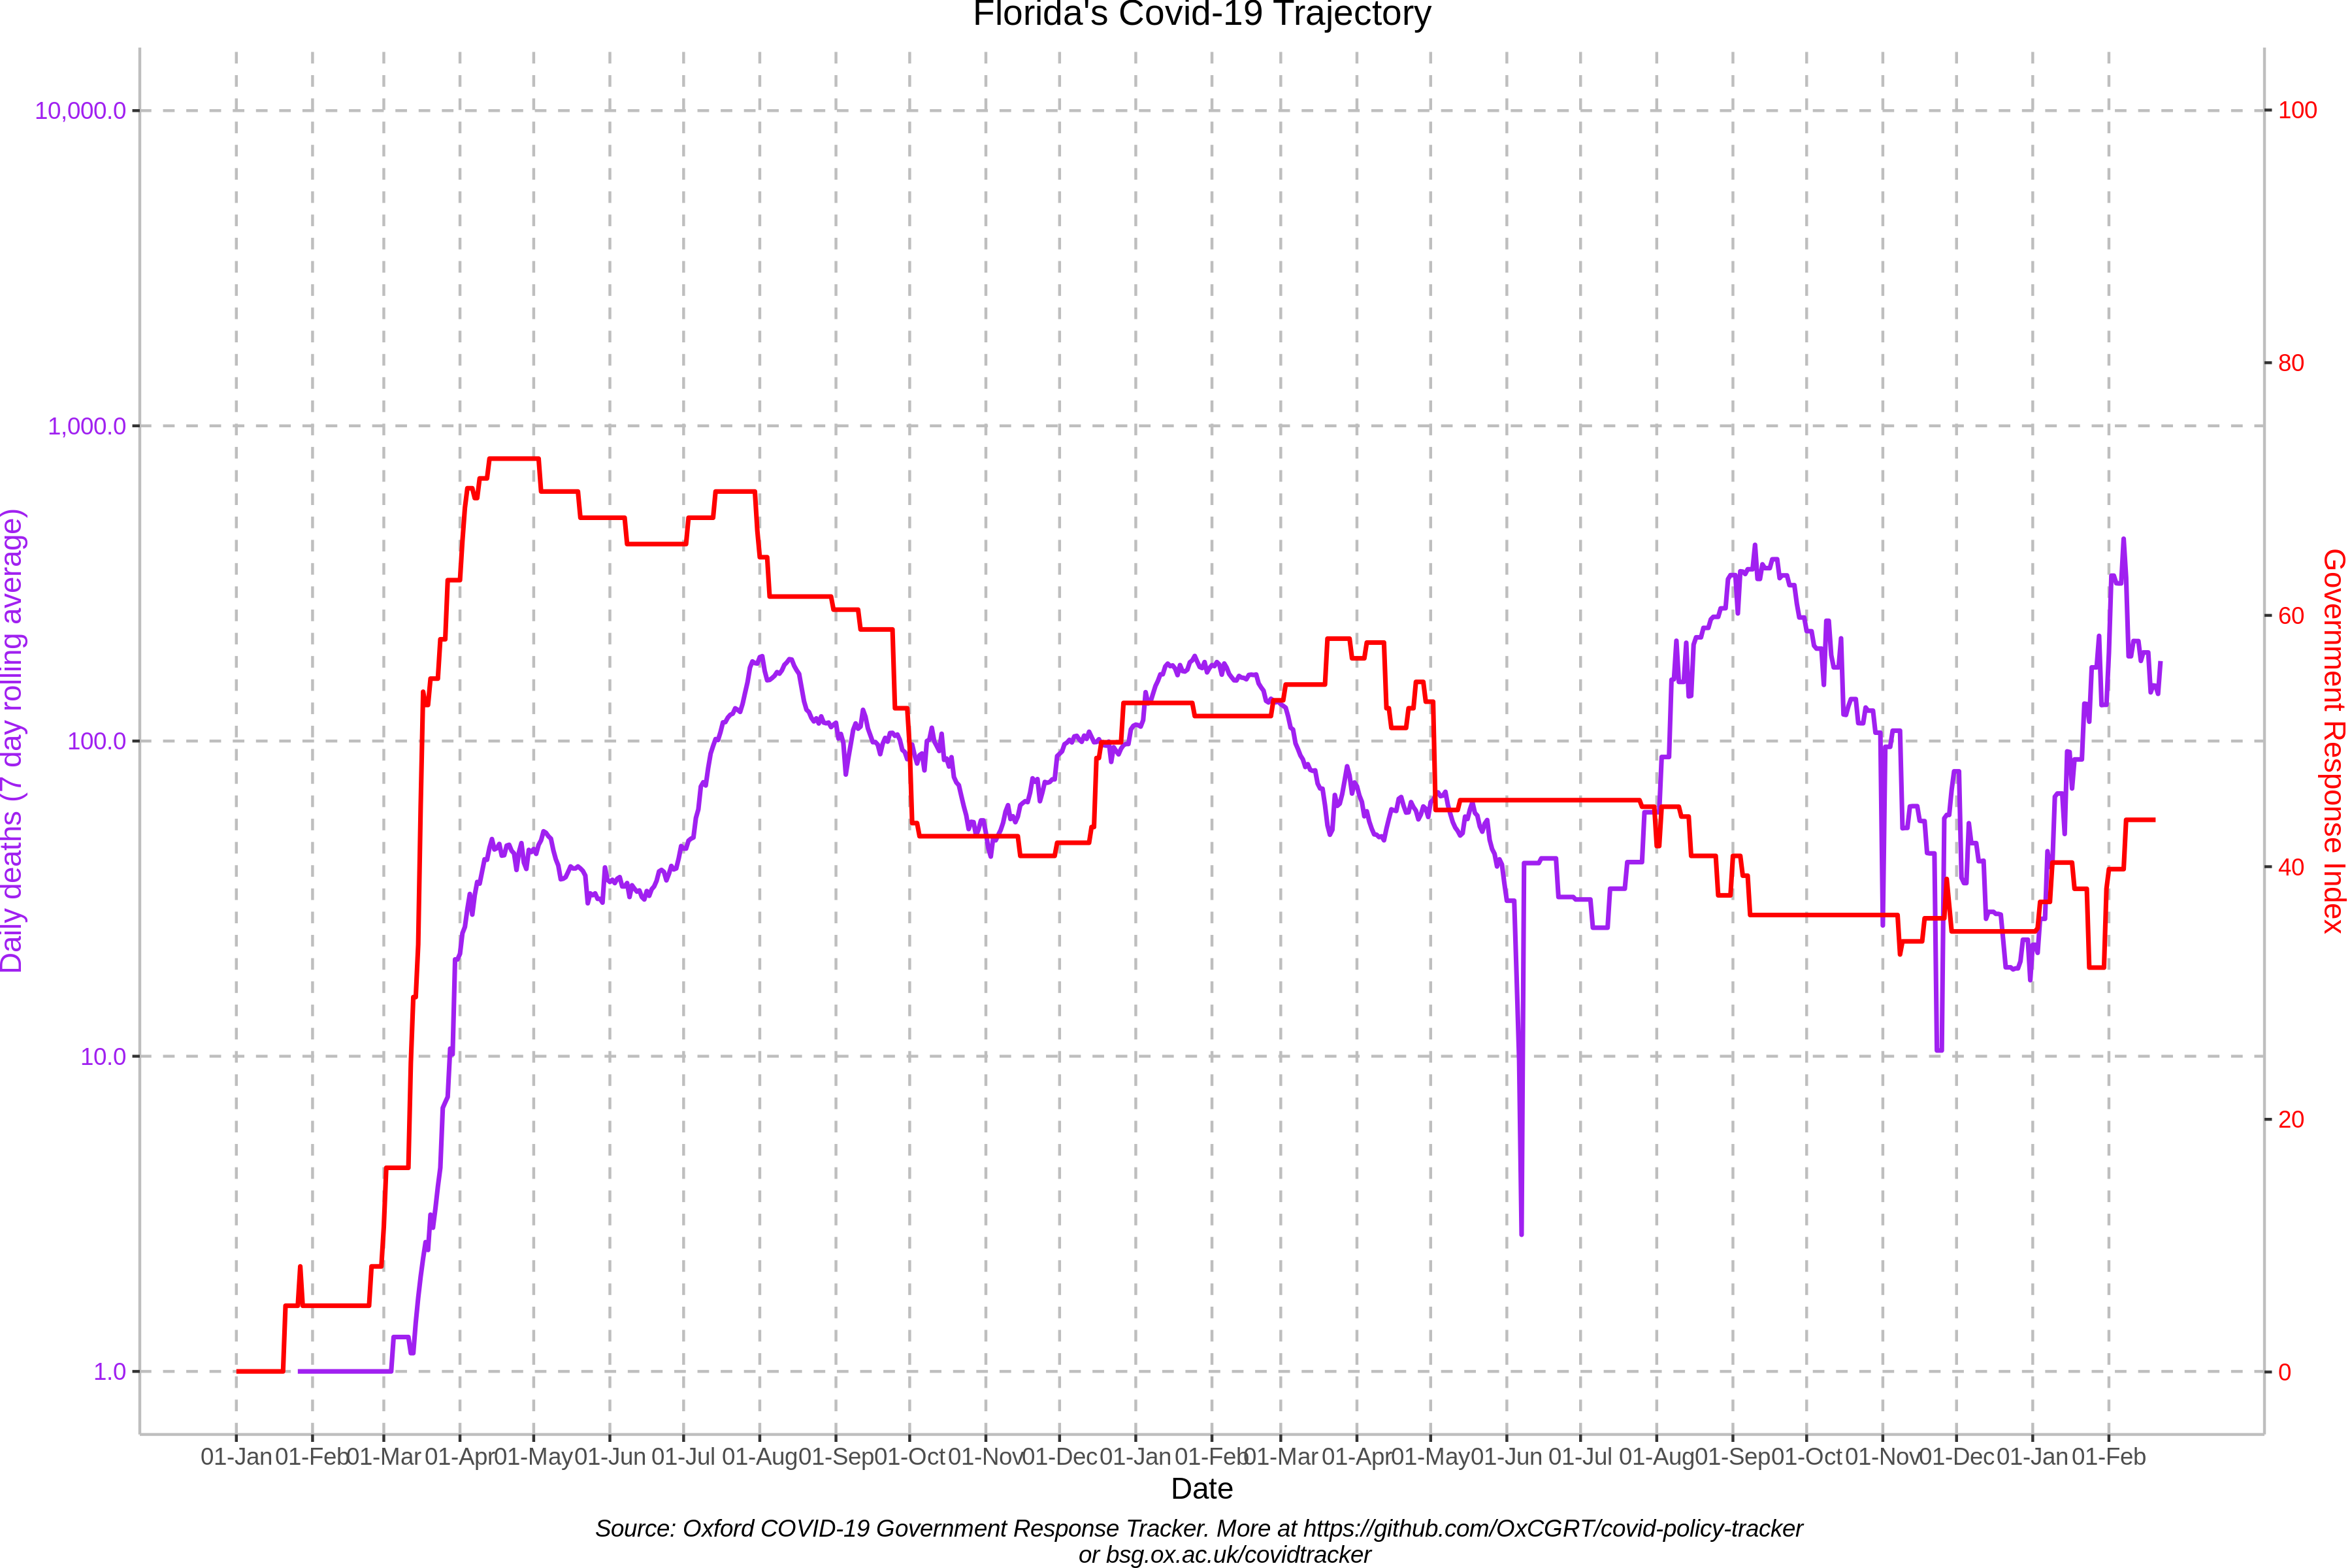 Florida's Covid-19 Trajectory
Daily deaths (7 day rolling average)
10,000.0
1,000.0
100.0
10.0
1.0
100
80
60
40
20
0
Government Response Index
01-Jan 01-Feb 01-Mar 01-Apr 01-May 01-Jun 01-Jul 01-Aug 01-Sep 01-Oct 01-Nov 01-Dec 01-Jan 01-Feb 01-Mar 01-Apr 01-May 01-Jun 01-Jul 01-Aug 01-Sep 01-Oct 01-Nov 01-Dec 01-Jan 01-Feb
Date
Source: Oxford COVID-19 Government Response Tracker. More at https://github.com/OxCGRT/covid-policy-tracker
or bsg.ox.ac.uk/covidtracker